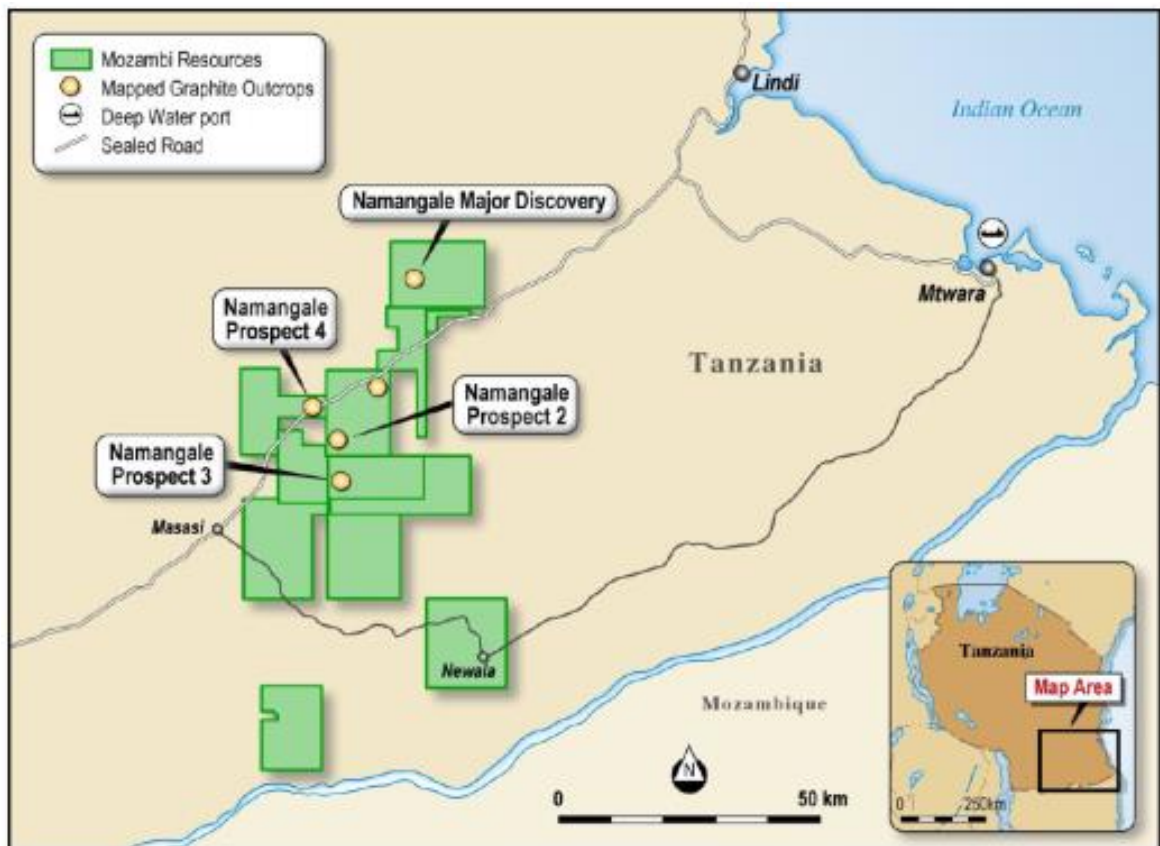 Mozambi Resources
Mapped Graphite Outcrops
Deep Water port
Sealed Road
Lindi
Indian Ocean
Namangale Major Discovery
Namangale
Prospect 4
Mtwara
Tanzania
Namangale
Prospect 2
Namangale
Prospect 3
Masasi
Newala
Mozambique
N
0
50 km
Tanzania
Map Area
0
250km